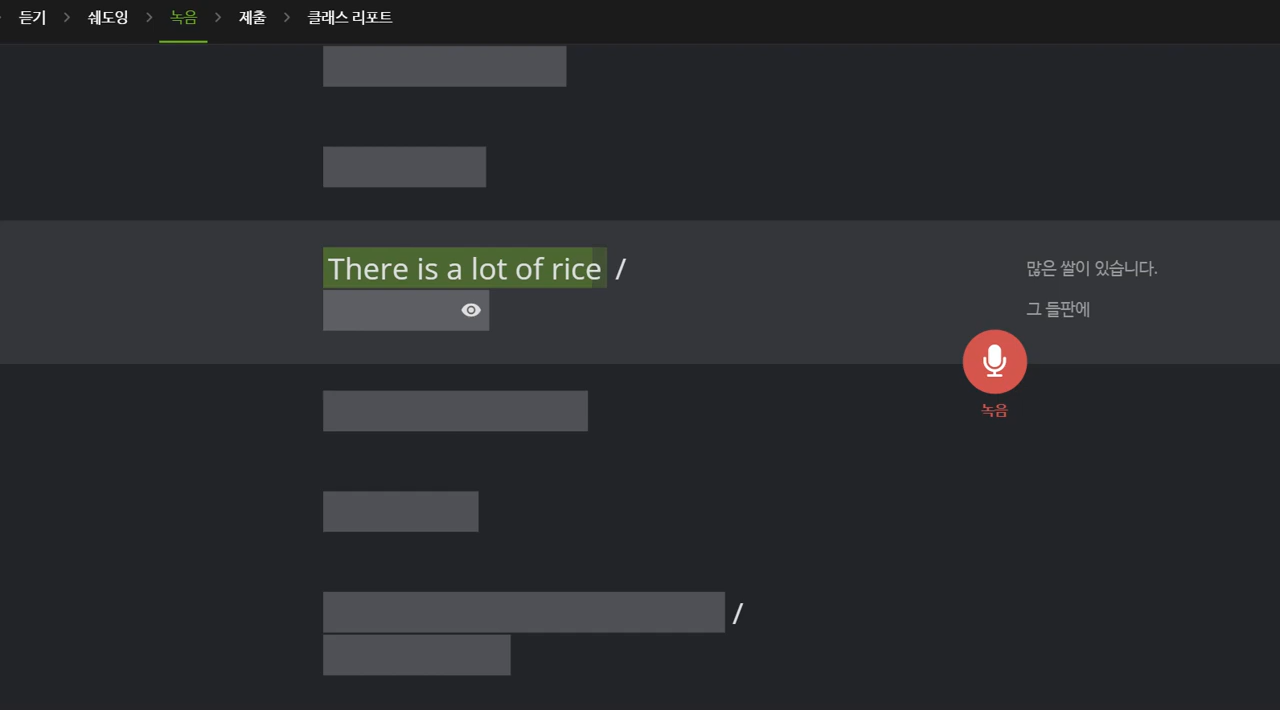 듣기 > 쉐도잉 > 녹음 > 제출 > 클래스 리포트
There is a lot of rice /
많은 쌀이 있습니다.
그 들판에
녹음
/